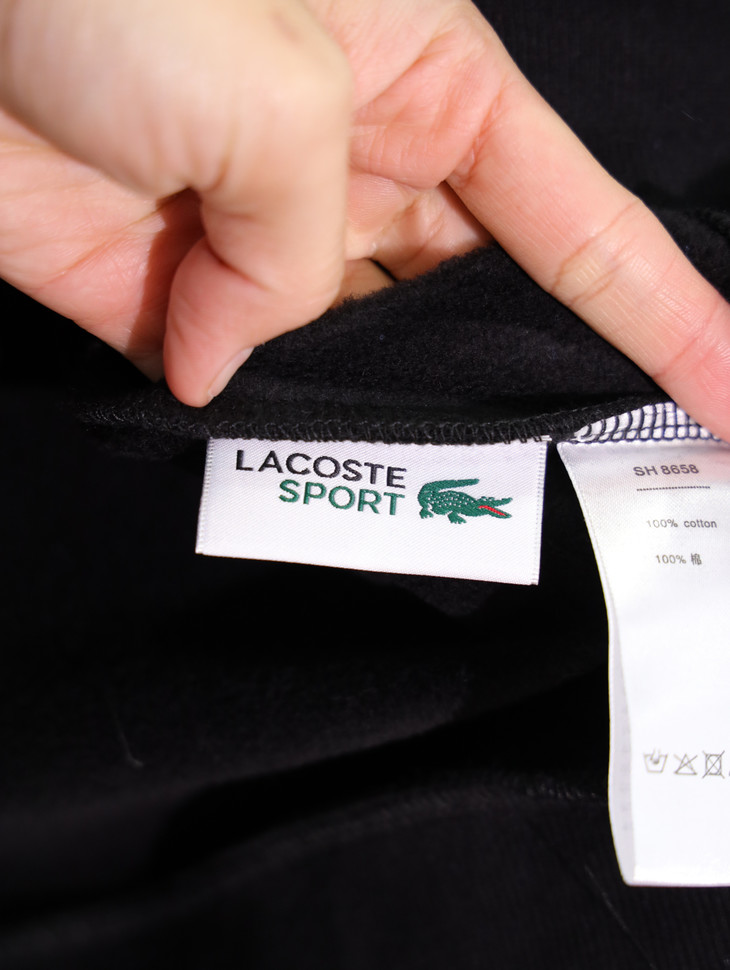 LACOSTE
SPORT
SH 8658
100% cotton
100% 棉